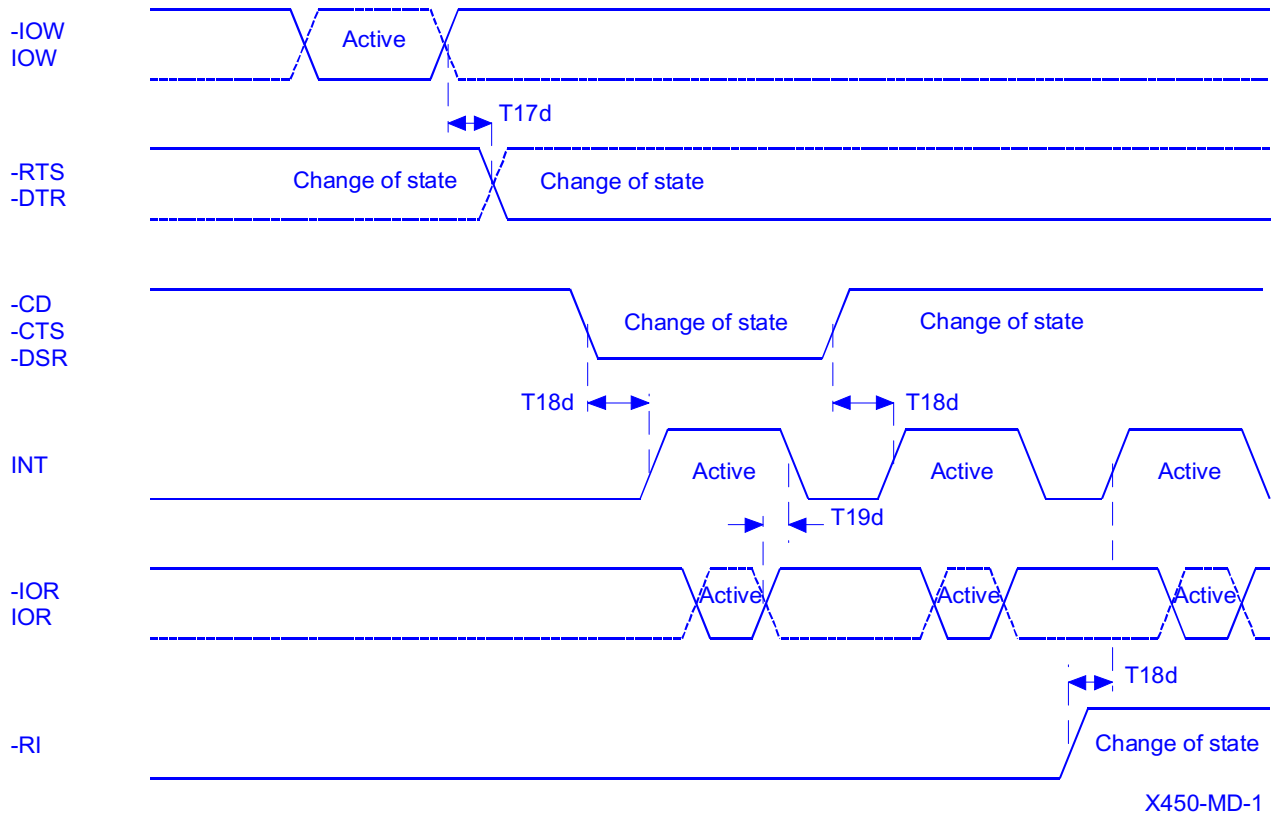 -IOW
IOW
Active
T17d
-RTS
-DTR
Change of state
Change of state
-CD
-CTS
-DSR
Change of state
Change of state
T18d
T18d
INT
Active
Active
Active
T19d
-IOR
IOR
Active
Active
Active
T18d
-RI
Change of state
X450-MD-1